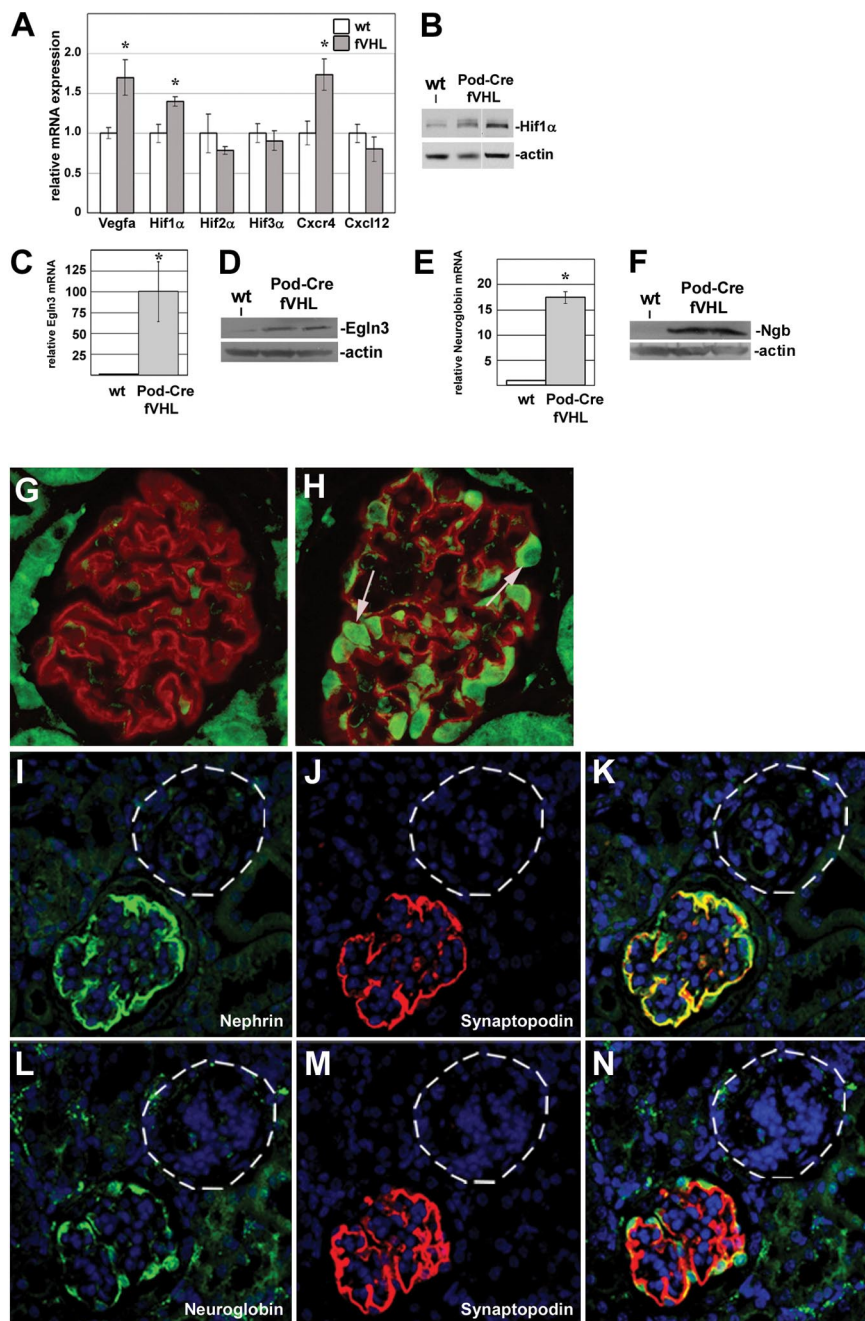 A
relative mRNA expression
2.0
1.5
1.0
0.5
0
wt
fVHL
*
*
*
Vegfa
Hif1α
Hif2α
Hif3α
Cxcr4
Cxcl12
B
wt
Pod-Cre
fVHL
-Hif1α
-actin
C
relative Egln3 mRNA
125
100
75
50
25
*
wt
Pod-Cre
fVHL
D
wt
Pod-Cre
fVHL
-Egln3
-actin
E
relative Neuroglobin mRNA
20
15
10
5
*
wt
Pod-Cre
fVHL
F
wt
Pod-Cre
fVHL
-Ngb
-actin
G
H
I
Nephrin
J
Synaptopodin
K
L
Neuroglobin
M
Synaptopodin
N